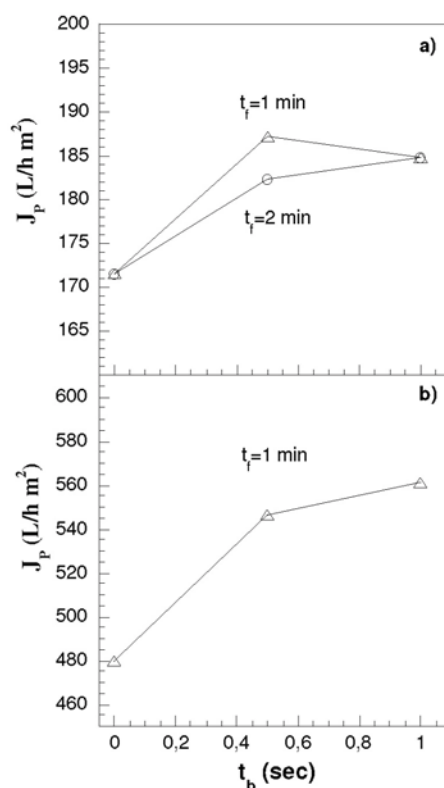 a)
200
195
190
185
180
175
170
165
J_P (L/h m²)
t_f=1 min
t_f=2 min
b)
600
580
560
540
520
500
480
460
J_P (L/h m²)
t_f=1 min
0 0,2 0,4 0,6 0,8 1
t_b (sec)